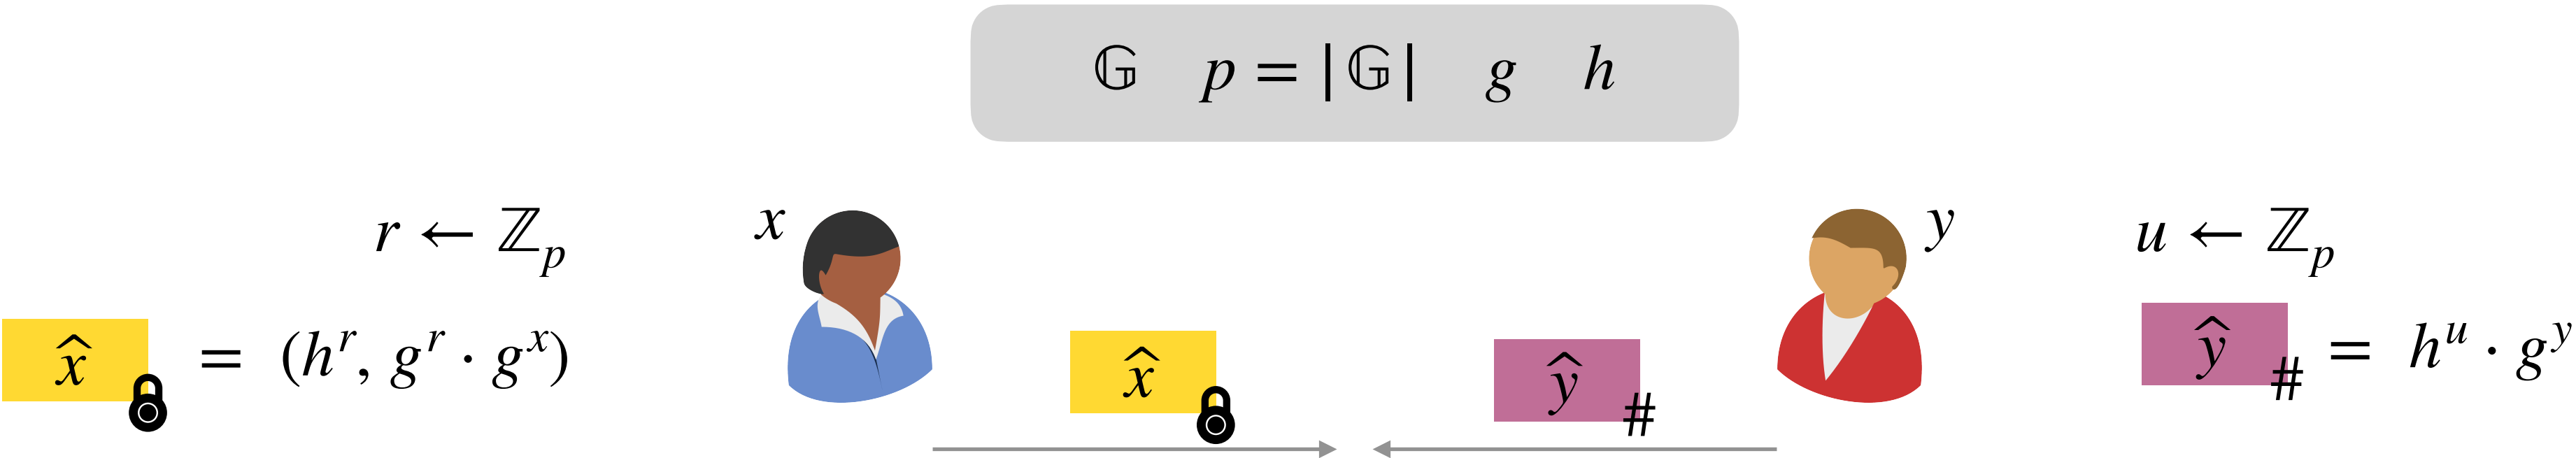 𝔾 p = |𝔾| g h
r ← ℤ_p
x
y
u ← ℤ_p
x̂ = (h^r, g^r · g^x)
x̂
ŷ #
ŷ # = h^u · g^y